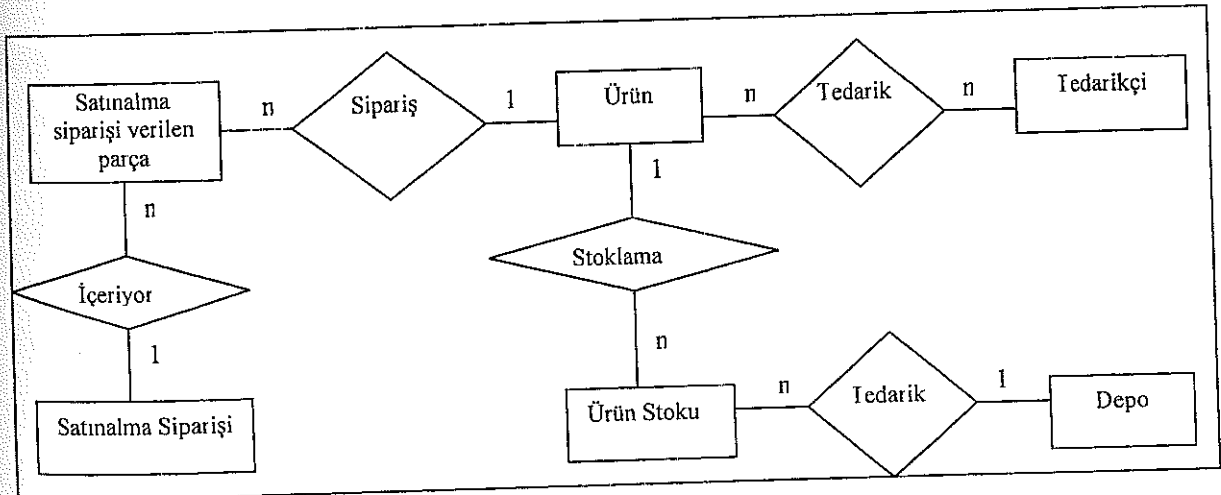 Satınalma
siparişi verilen
parça
n
Sipariş
1
Ürün
n
Tedarik
n
Tedarikçi
n
1
İçeriyor
Stoklama
1
n
Satınalma Siparişi
Ürün Stoku
n
Tedarik
1
Depo